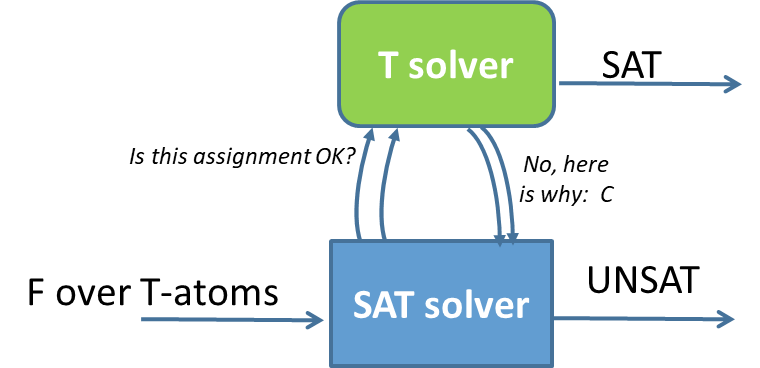 T solver
SAT
Is this assignment OK?
No, here
is why: C
F over T-atoms
SAT solver
UNSAT